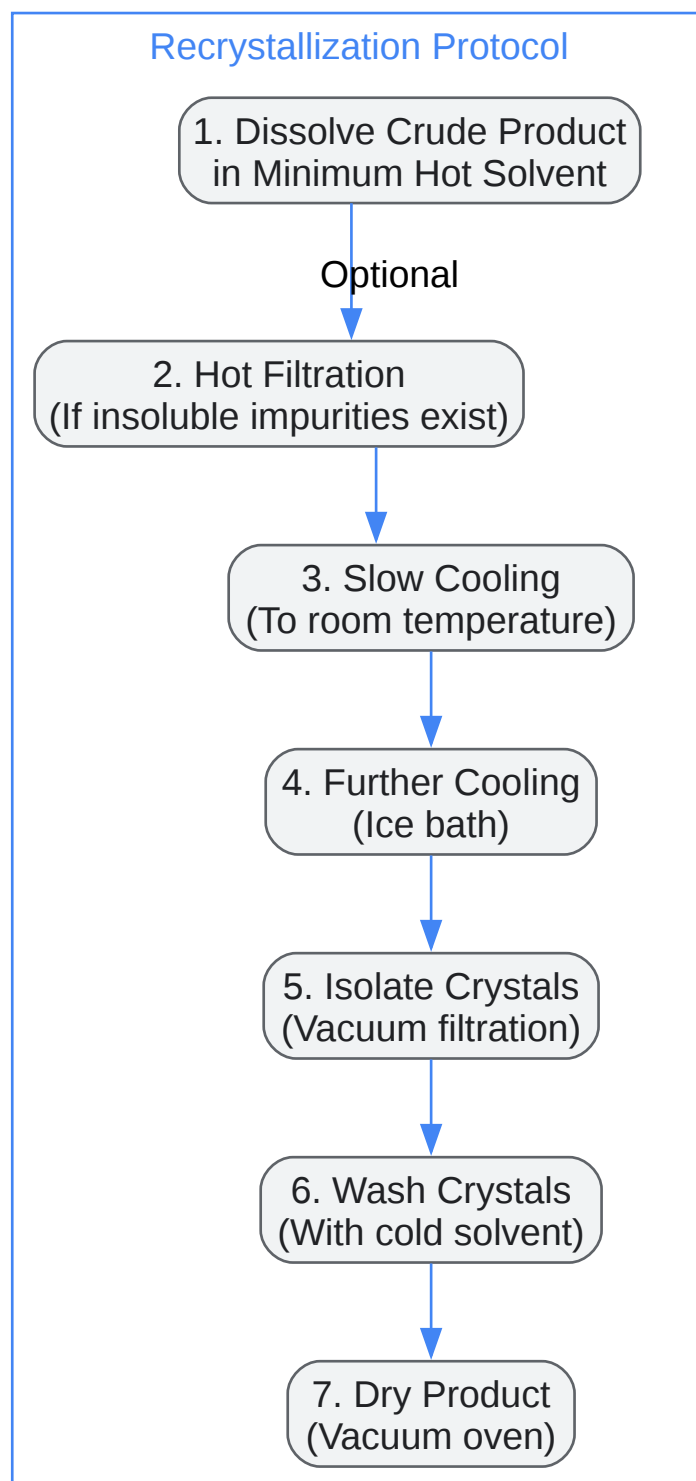 Recrystallization Protocol
1. Dissolve Crude Product
in Minimum Hot Solvent
Optional
2. Hot Filtration
(If insoluble impurities exist)
3. Slow Cooling
(To room temperature)
4. Further Cooling
(Ice bath)
5. Isolate Crystals
(Vacuum filtration)
6. Wash Crystals
(With cold solvent)
7. Dry Product
(Vacuum oven)